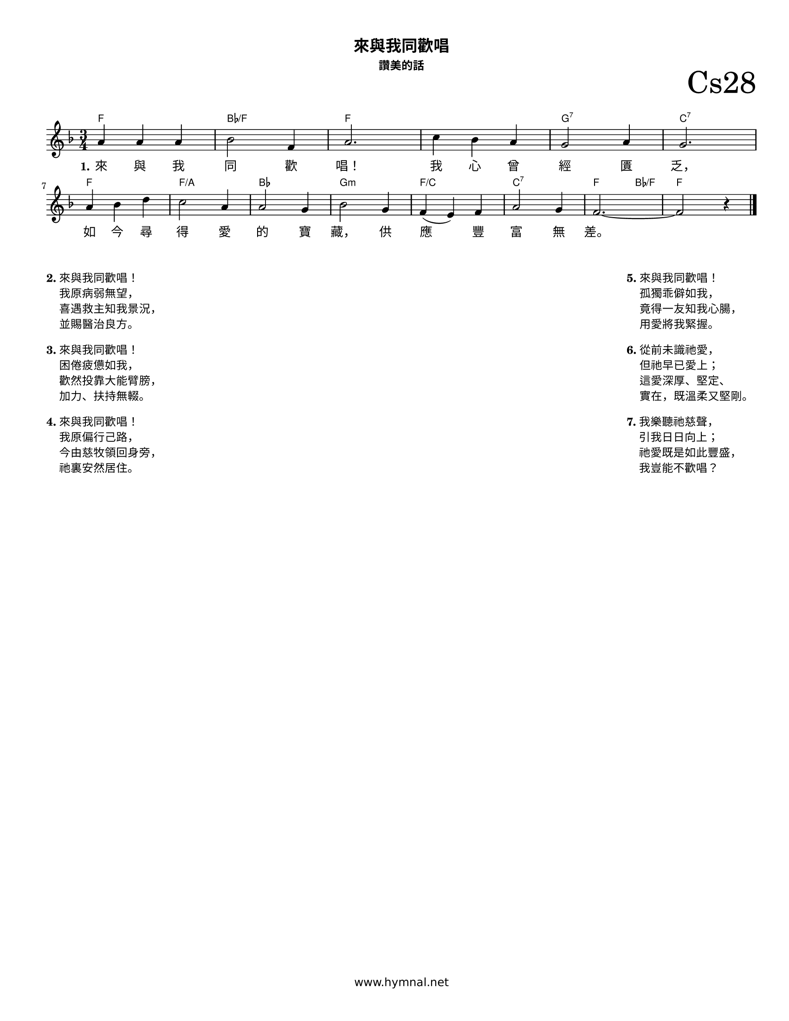 來與我同歡唱
讚美的話
Cs28
F B♭/F F G7 C7
1. 來 與 我 同 歡 唱！ 我 心 曾 經 匱 乏，
7
F F/A B♭ Gm F/C C7 F B♭/F F
如 今 尋 得 愛 的 寶 藏， 供 應 豐 富 無 差。
2. 來與我同歡唱！
我原病弱無望，
喜遇救主知我景況，
並賜醫治良方。
3. 來與我同歡唱！
困倦疲憊如我，
歡然投靠大能臂膀，
加力、扶持無輟。
4. 來與我同歡唱！
我原偏行己路，
今由慈牧領回身旁，
祂裏安然居住。
5. 來與我同歡唱！
孤獨乖僻如我，
竟得一友知我心腸，
用愛將我緊握。
6. 從前未識祂愛，
但祂早已愛上；
這愛深厚、堅定、
實在，既溫柔又堅剛。
7. 我樂聽祂慈聲，
引我日日向上；
祂愛既是如此豐盛，
我豈能不歡唱？
www.hymnal.net